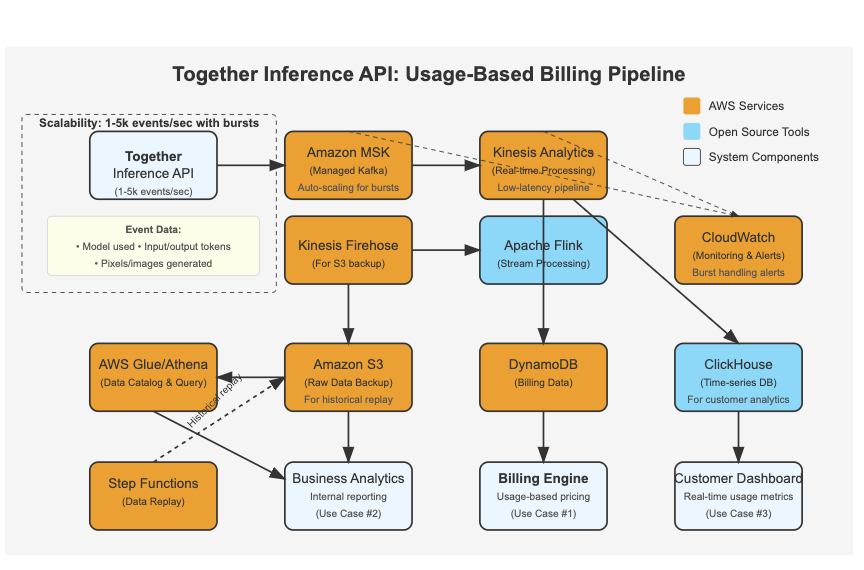 Together Inference API: Usage-Based Billing Pipeline
AWS Services
Open Source Tools
System Components
Scalability: 1-5k events/sec with bursts
Together
Inference API
(1-5k events/sec)
Amazon MSK
(Managed Kafka)
Auto-scaling for bursts
Kinesis Analytics
(Real-time Processing)
Low-latency pipeline
Event Data:
• Model used • Input/output tokens
• Pixels/images generated
Kinesis Firehose
(For S3 backup)
Apache Flink
(Stream Processing)
CloudWatch
(Monitoring & Alerts)
Burst handling alerts
AWS Glue/Athena
(Data Catalog & Query)
Historical replay
Amazon S3
(Raw Data Backup)
For historical replay
DynamoDB
(Billing Data)
ClickHouse
(Time-series DB)
For customer analytics
Step Functions
(Data Replay)
Business Analytics
Internal reporting
(Use Case #2)
Billing Engine
Usage-based pricing
(Use Case #1)
Customer Dashboard
Real-time usage metrics
(Use Case #3)